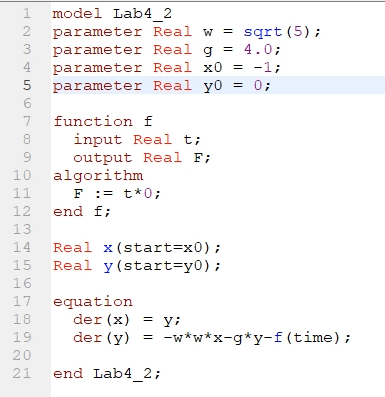 1 model Lab4_2
2 parameter Real w = sqrt(5);
3 parameter Real g = 4.0;
4 parameter Real x0 = -1;
5 parameter Real y0 = 0;
6
7 function f
8   input Real t;
9   output Real F;
10 algorithm
11   F := t*0;
12 end f;
13
14 Real x(start=x0);
15 Real y(start=y0);
16
17 equation
18   der(x) = y;
19   der(y) = -w*w*x-g*y-f(time);
20
21 end Lab4_2;